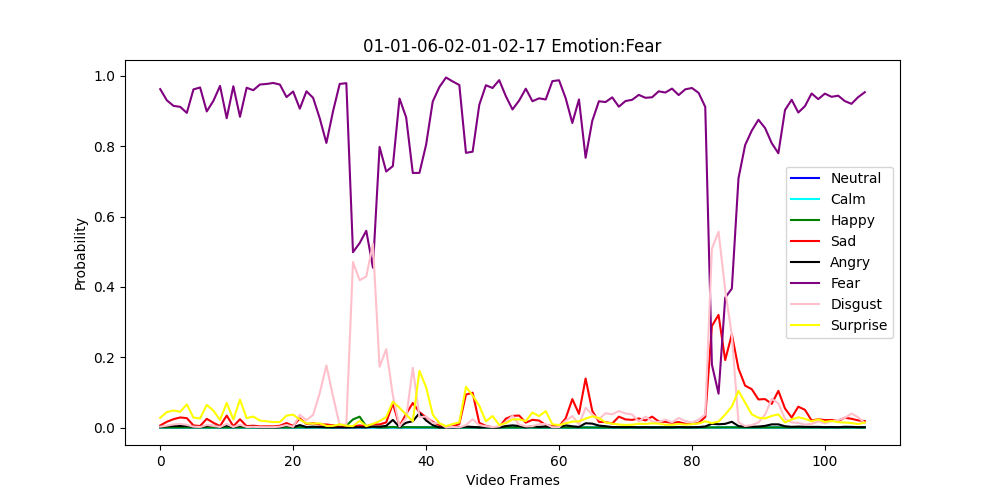 01-01-06-02-01-02-17 Emotion:Fear
1.0
0.8
0.6
0.4
0.2
0.0
Probability
0
20
40
60
80
100
Video Frames
Neutral
Calm
Happy
Sad
Angry
Fear
Disgust
Surprise